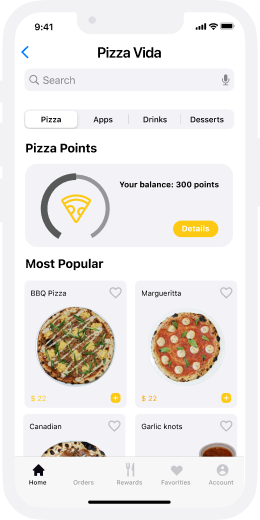 9:41
Pizza Vida
Search
Pizza Apps Drinks Desserts
Pizza Points
Your balance: 300 points
Details
Most Popular
BBQ Pizza
Margueritta
$ 22
$ 22
Canadian
Garlic knots
Home Orders Rewards Favorities Account